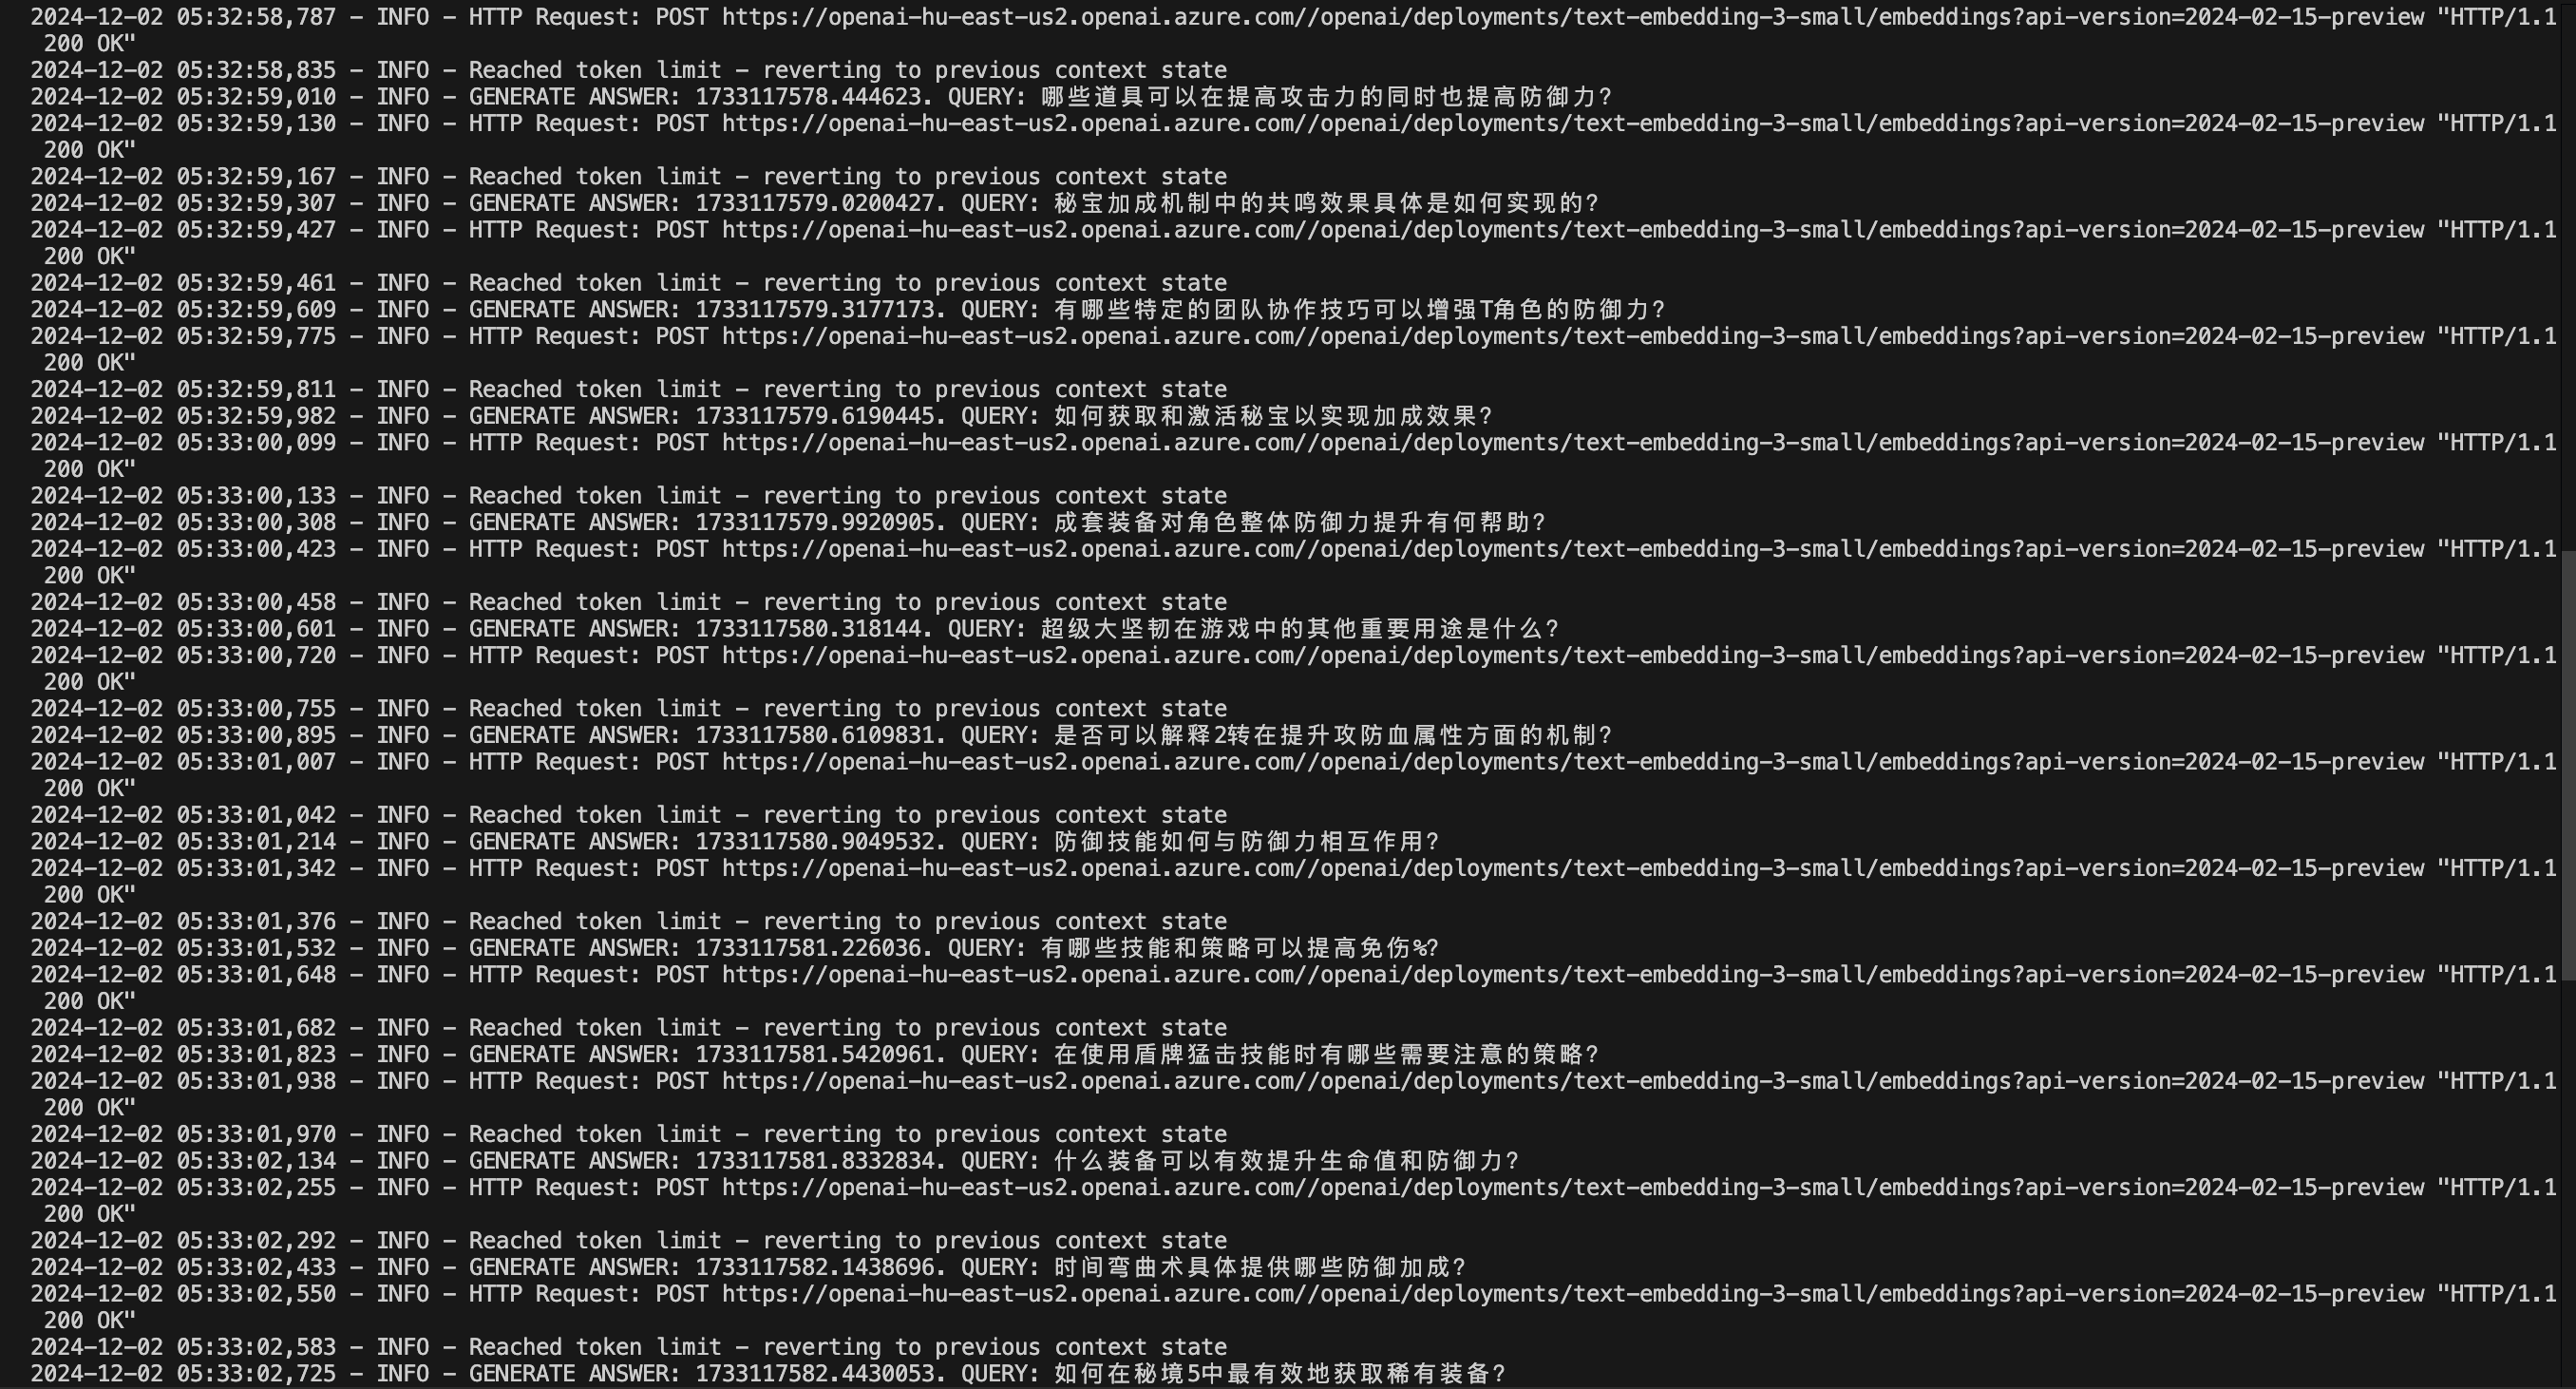 2024-12-02 05:32:58,787 - INFO - HTTP Request: POST https://openai-hu-east-us2.openai.azure.com//openai/deployments/text-embedding-3-small/embeddings?api-version=2024-02-15-preview "HTTP/1.1
200 OK"
2024-12-02 05:32:58,835 - INFO - Reached token limit - reverting to previous context state
2024-12-02 05:32:59,010 - INFO - GENERATE ANSWER: 1733117578.444623. QUERY: 哪些道具可以在提高攻击力的同时也提高防御力?
2024-12-02 05:32:59,130 - INFO - HTTP Request: POST https://openai-hu-east-us2.openai.azure.com//openai/deployments/text-embedding-3-small/embeddings?api-version=2024-02-15-preview "HTTP/1.1
200 OK"
2024-12-02 05:32:59,167 - INFO - Reached token limit - reverting to previous context state
2024-12-02 05:32:59,307 - INFO - GENERATE ANSWER: 1733117579.0200427. QUERY: 秘宝加成机制中的共鸣效果具体是如何实现的?
2024-12-02 05:32:59,427 - INFO - HTTP Request: POST https://openai-hu-east-us2.openai.azure.com//openai/deployments/text-embedding-3-small/embeddings?api-version=2024-02-15-preview "HTTP/1.1
200 OK"
2024-12-02 05:32:59,461 - INFO - Reached token limit - reverting to previous context state
2024-12-02 05:32:59,609 - INFO - GENERATE ANSWER: 1733117579.3177173. QUERY: 有哪些特定的团队协作技巧可以增强T角色的防御力?
2024-12-02 05:32:59,775 - INFO - HTTP Request: POST https://openai-hu-east-us2.openai.azure.com//openai/deployments/text-embedding-3-small/embeddings?api-version=2024-02-15-preview "HTTP/1.1
200 OK"
2024-12-02 05:32:59,811 - INFO - Reached token limit - reverting to previous context state
2024-12-02 05:32:59,982 - INFO - GENERATE ANSWER: 1733117579.6190445. QUERY: 如何获取和激活秘宝以实现加成效果?
2024-12-02 05:33:00,099 - INFO - HTTP Request: POST https://openai-hu-east-us2.openai.azure.com//openai/deployments/text-embedding-3-small/embeddings?api-version=2024-02-15-preview "HTTP/1.1
200 OK"
2024-12-02 05:33:00,133 - INFO - Reached token limit - reverting to previous context state
2024-12-02 05:33:00,308 - INFO - GENERATE ANSWER: 1733117579.9920905. QUERY: 成套装备对角色整体防御力提升有何帮助?
2024-12-02 05:33:00,423 - INFO - HTTP Request: POST https://openai-hu-east-us2.openai.azure.com//openai/deployments/text-embedding-3-small/embeddings?api-version=2024-02-15-preview "HTTP/1.1
200 OK"
2024-12-02 05:33:00,458 - INFO - Reached token limit - reverting to previous context state
2024-12-02 05:33:00,601 - INFO - GENERATE ANSWER: 1733117580.318144. QUERY: 超级大坚韧在游戏中的其他重要用途是什么?
2024-12-02 05:33:00,720 - INFO - HTTP Request: POST https://openai-hu-east-us2.openai.azure.com//openai/deployments/text-embedding-3-small/embeddings?api-version=2024-02-15-preview "HTTP/1.1
200 OK"
2024-12-02 05:33:00,755 - INFO - Reached token limit - reverting to previous context state
2024-12-02 05:33:00,895 - INFO - GENERATE ANSWER: 1733117580.6109831. QUERY: 是否可以解释2转在提升攻防血属性方面的机制?
2024-12-02 05:33:01,007 - INFO - HTTP Request: POST https://openai-hu-east-us2.openai.azure.com//openai/deployments/text-embedding-3-small/embeddings?api-version=2024-02-15-preview "HTTP/1.1
200 OK"
2024-12-02 05:33:01,042 - INFO - Reached token limit - reverting to previous context state
2024-12-02 05:33:01,214 - INFO - GENERATE ANSWER: 1733117580.9049532. QUERY: 防御技能如何与防御力相互作用?
2024-12-02 05:33:01,342 - INFO - HTTP Request: POST https://openai-hu-east-us2.openai.azure.com//openai/deployments/text-embedding-3-small/embeddings?api-version=2024-02-15-preview "HTTP/1.1
200 OK"
2024-12-02 05:33:01,376 - INFO - Reached token limit - reverting to previous context state
2024-12-02 05:33:01,532 - INFO - GENERATE ANSWER: 1733117581.226036. QUERY: 有哪些技能和策略可以提高免伤%?
2024-12-02 05:33:01,648 - INFO - HTTP Request: POST https://openai-hu-east-us2.openai.azure.com//openai/deployments/text-embedding-3-small/embeddings?api-version=2024-02-15-preview "HTTP/1.1
200 OK"
2024-12-02 05:33:01,682 - INFO - Reached token limit - reverting to previous context state
2024-12-02 05:33:01,823 - INFO - GENERATE ANSWER: 1733117581.5420961. QUERY: 在使用盾牌猛击技能时有哪些需要注意的策略?
2024-12-02 05:33:01,938 - INFO - HTTP Request: POST https://openai-hu-east-us2.openai.azure.com//openai/deployments/text-embedding-3-small/embeddings?api-version=2024-02-15-preview "HTTP/1.1
200 OK"
2024-12-02 05:33:01,970 - INFO - Reached token limit - reverting to previous context state
2024-12-02 05:33:02,134 - INFO - GENERATE ANSWER: 1733117581.8332834. QUERY: 什么装备可以有效提升生命值和防御力?
2024-12-02 05:33:02,255 - INFO - HTTP Request: POST https://openai-hu-east-us2.openai.azure.com//openai/deployments/text-embedding-3-small/embeddings?api-version=2024-02-15-preview "HTTP/1.1
200 OK"
2024-12-02 05:33:02,292 - INFO - Reached token limit - reverting to previous context state
2024-12-02 05:33:02,433 - INFO - GENERATE ANSWER: 1733117582.1438696. QUERY: 时间弯曲术具体提供哪些防御加成?
2024-12-02 05:33:02,550 - INFO - HTTP Request: POST https://openai-hu-east-us2.openai.azure.com//openai/deployments/text-embedding-3-small/embeddings?api-version=2024-02-15-preview "HTTP/1.1
200 OK"
2024-12-02 05:33:02,583 - INFO - Reached token limit - reverting to previous context state
2024-12-02 05:33:02,725 - INFO - GENERATE ANSWER: 1733117582.4430053. QUERY: 如何在秘境5中最有效地获取稀有装备?